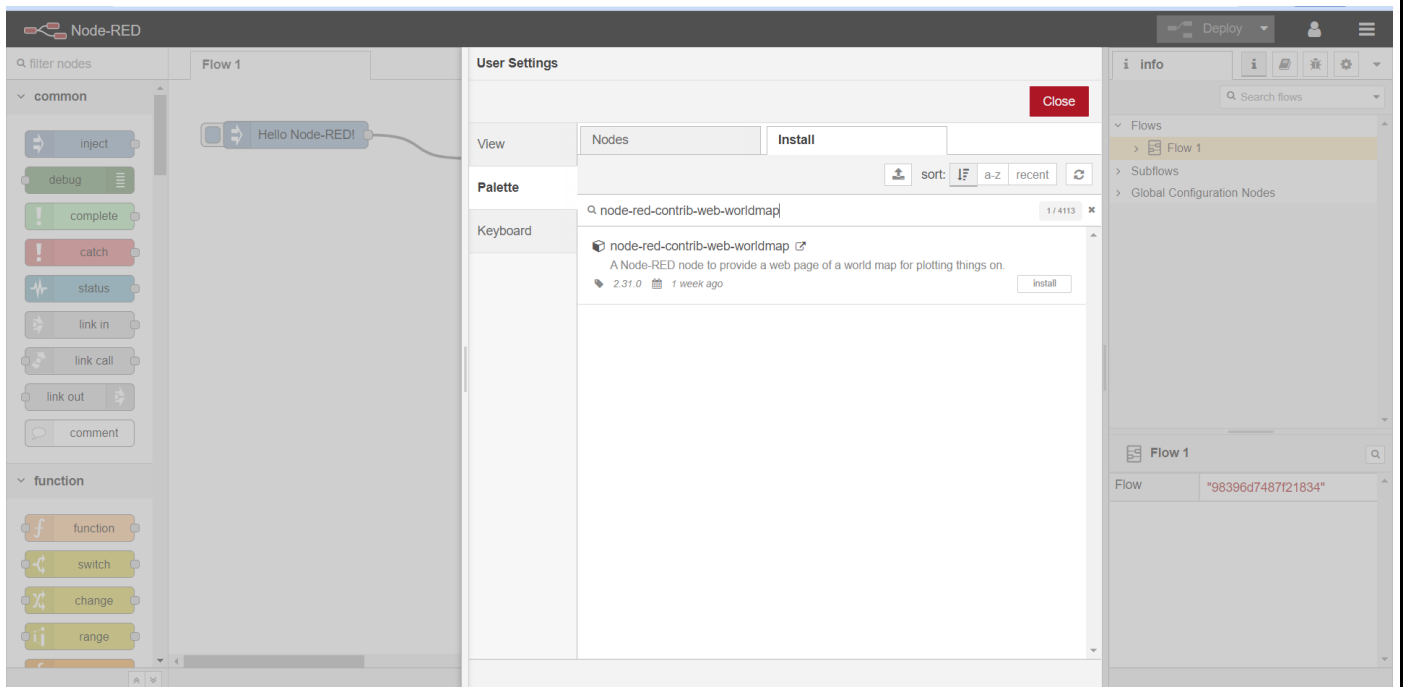 Node-RED
Deploy
filter nodes
common
inject
debug
complete
catch
status
link in
link call
link out
comment
function
function
switch
change
range
Flow 1
Hello Node-RED!
User Settings
Close
View
Palette
Keyboard
Nodes
Install
sort: a-z recent
node-red-contrib-web-worldmap
1 / 4113
node-red-contrib-web-worldmap
A Node-RED node to provide a web page of a world map for plotting things on.
2.31.0 1 week ago
install
i info
i
Search flows
Flows
Flow 1
Subflows
Global Configuration Nodes
Flow 1
Flow "98396d7487f21834"